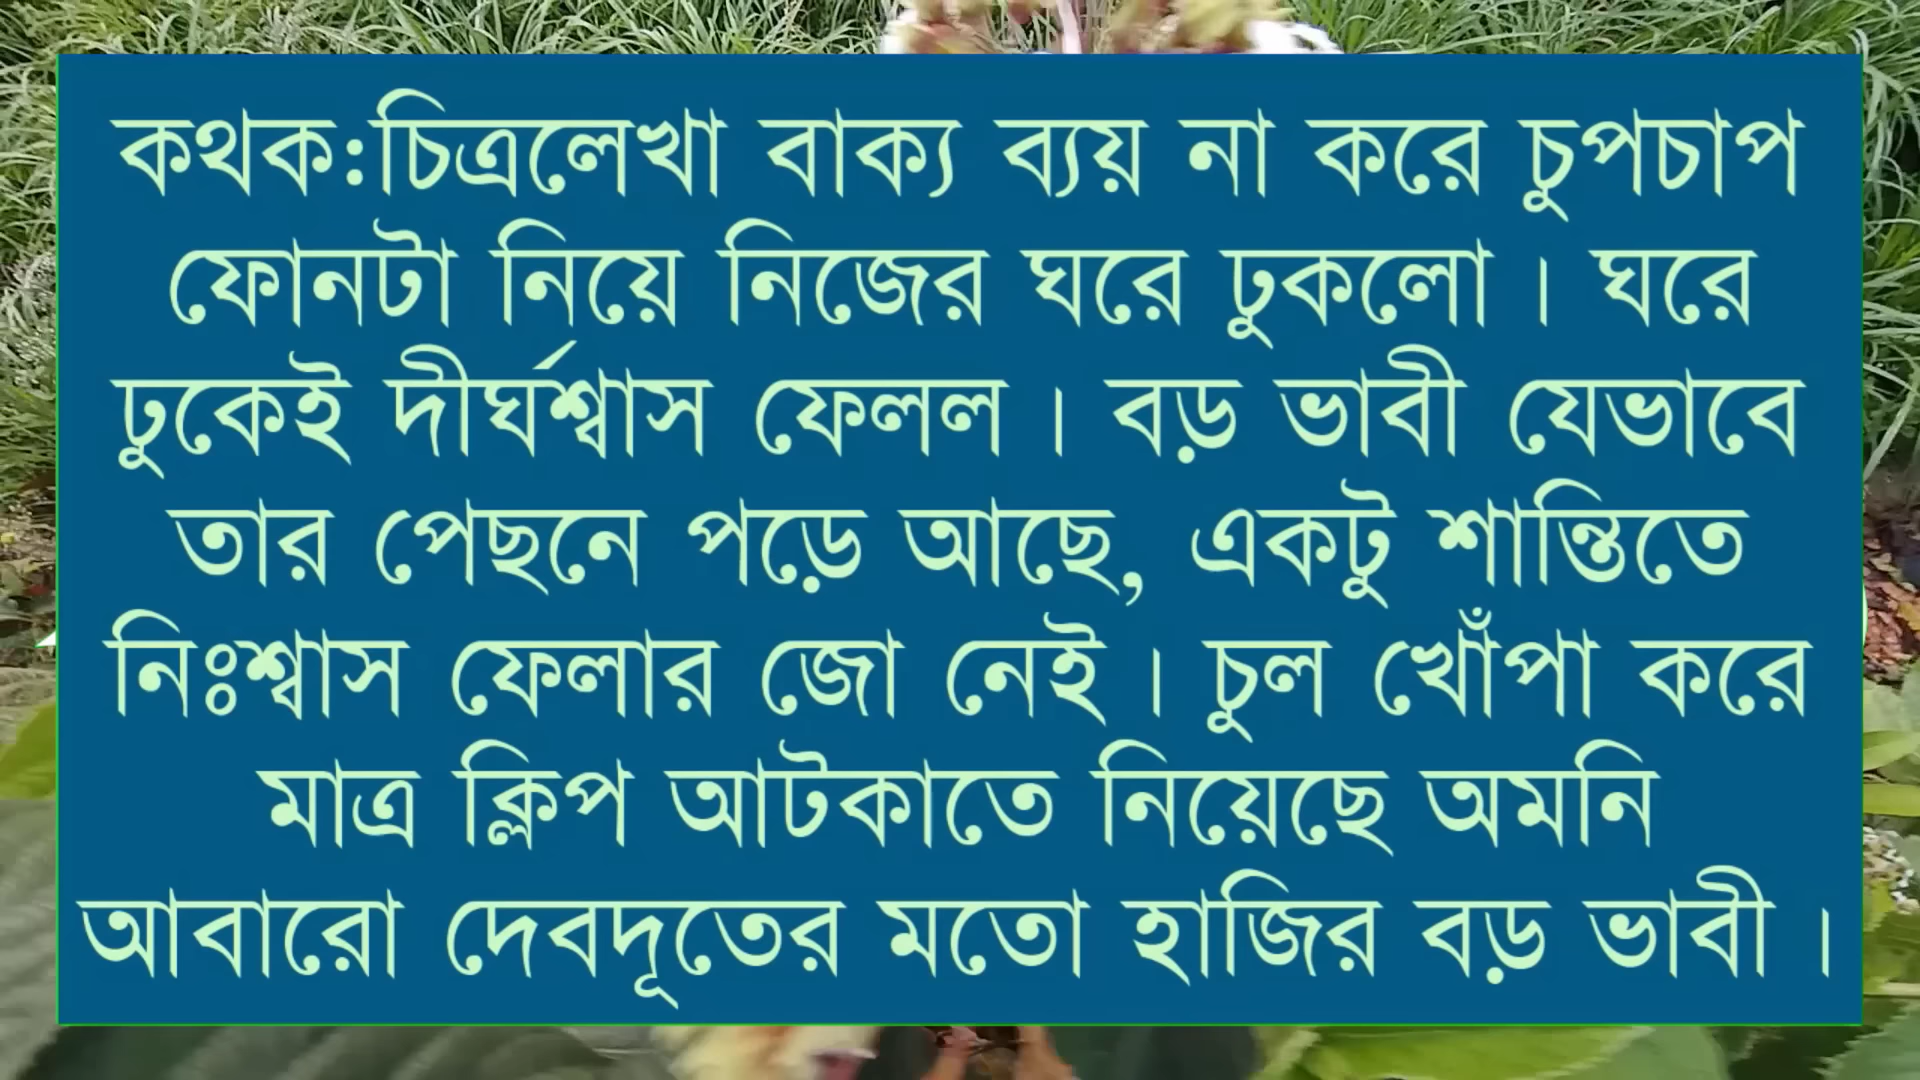 কথক:চিত্রলেখা বাক্য ব্যয় না করে চুপচাপ
ফোনটা নিয়ে নিজের ঘরে ঢুকলো। ঘরে
ঢুকেই দীর্ঘশ্বাস ফেলল। বড় ভাবী যেভাবে
তার পেছনে পড়ে আছে, একটু শান্তিতে
নিঃশ্বাস ফেলার জো নেই। চুল খোঁপা করে
মাত্র ক্লিপ আটকাতে নিয়েছে অমনি
আবারো দেবদূতের মতো হাজির বড় ভাবী।